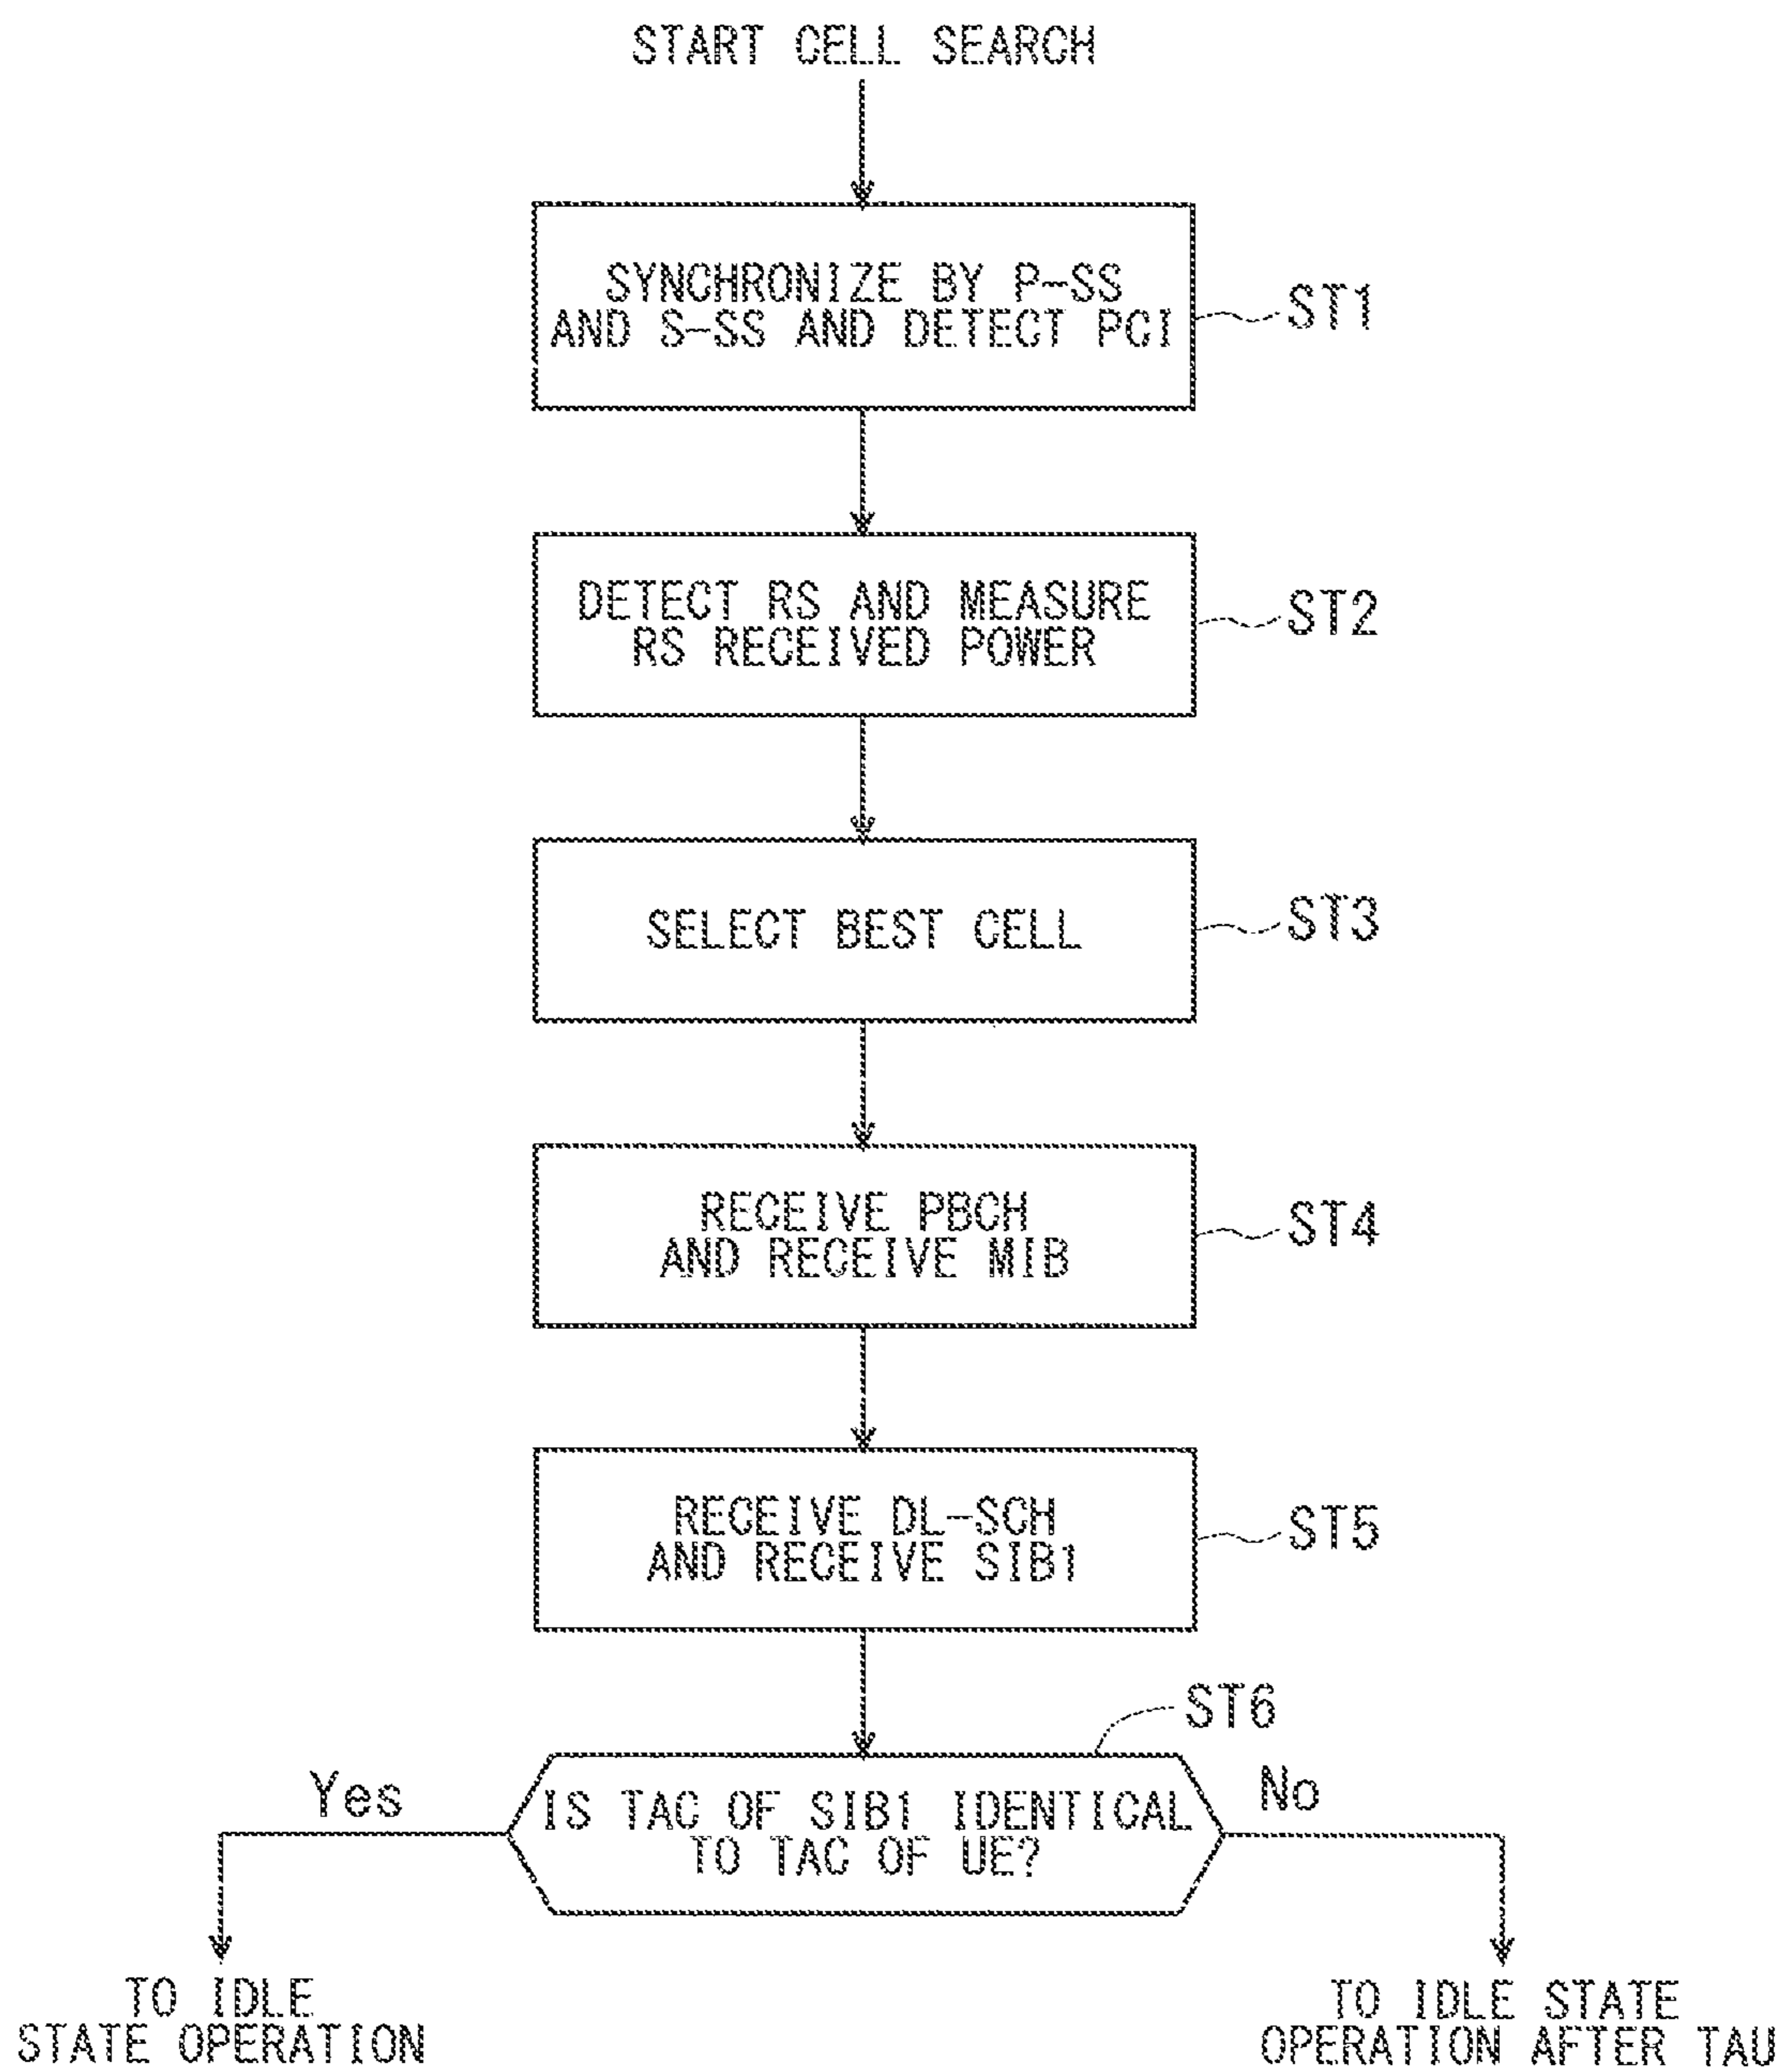 START CELL SEARCH
SYNCHRONIZE BY P-SS
AND S-SS AND DETECT PCI
ST1
DETECT RS AND MEASURE
RS RECEIVED POWER
ST2
SELECT BEST CELL
ST3
RECEIVE PBCH
AND RECEIVE MIB
ST4
RECEIVE DL-SCH
AND RECEIVE SIB1
ST5
ST6
Yes
IS TAC OF SIB1 IDENTICAL
TO TAC OF UE?
No
TO IDLE
STATE OPERATION
TO IDLE STATE
OPERATION AFTER TAU